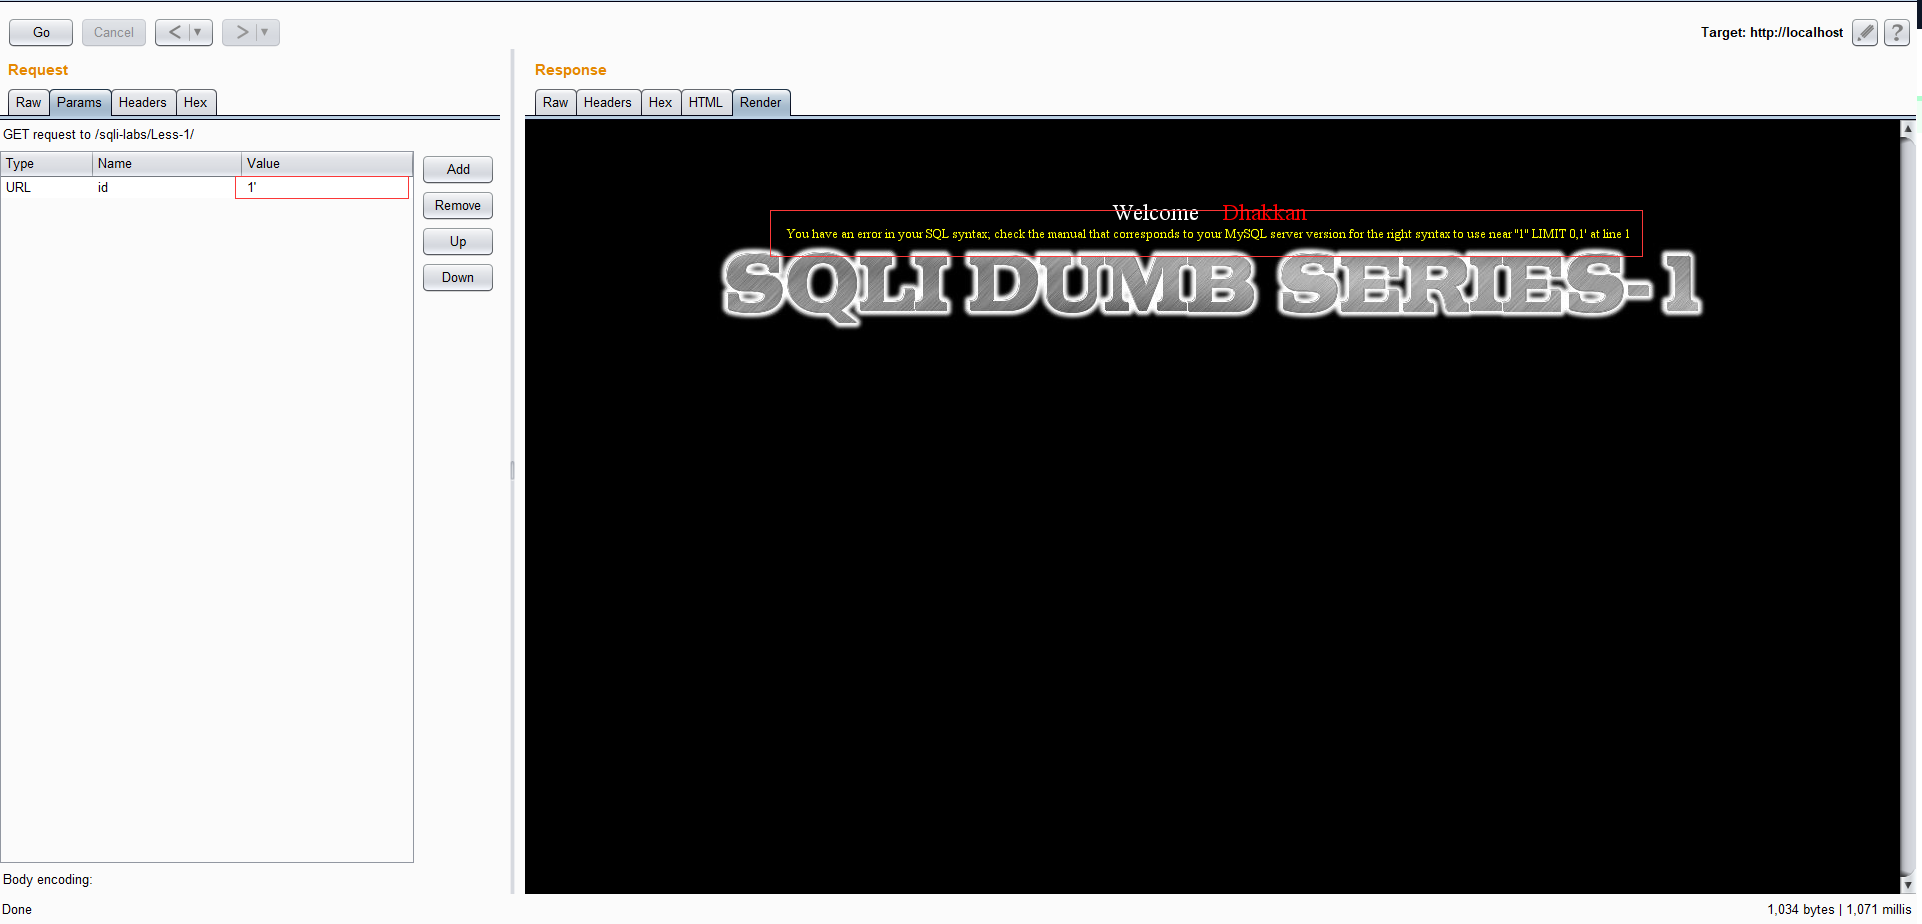 Go Cancel < ▼ > ▼ Target: http://localhost ?
Request
Raw Params Headers Hex
GET request to /sqli-labs/Less-1/
Type Name Value
URL id 1'
Add
Remove
Up
Down
Body encoding:
Done
Response
Raw Headers Hex HTML Render
Welcome Dhakkan
You have an error in your SQL syntax; check the manual that corresponds to your MySQL server version for the right syntax to use near ''1'' LIMIT 0,1' at line 1
SQLI DUMB SERIES-1
1,034 bytes | 1,071 millis